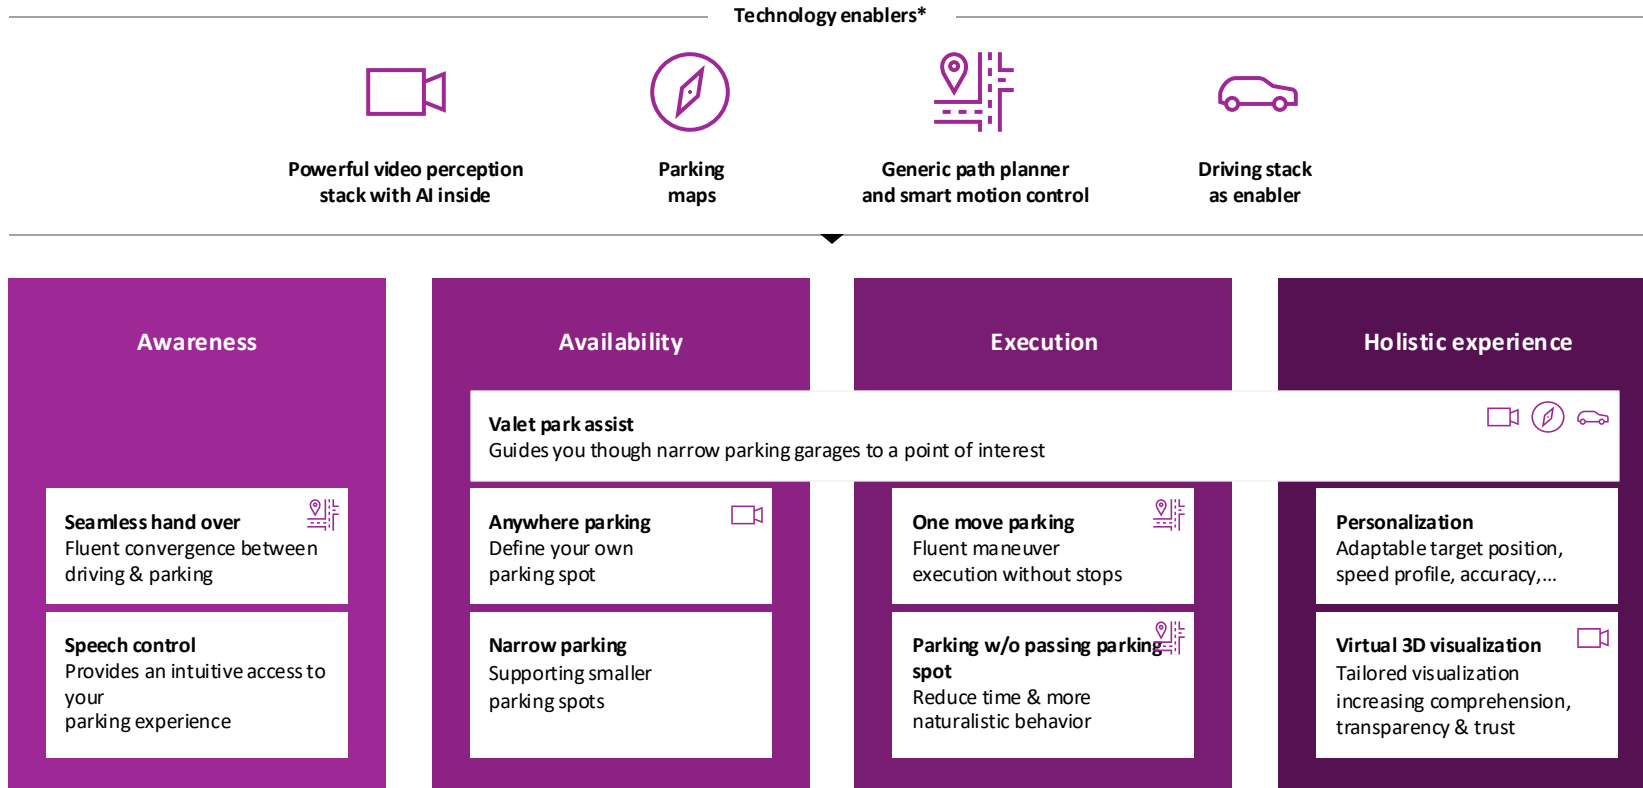 Technology enablers*
Powerful video perception
stack with AI inside
Parking
maps
Generic path planner
and smart motion control
Driving stack
as enabler
Awareness
Availability
Execution
Holistic experience
Valet park assist
Guides you though narrow parking garages to a point of interest
Seamless hand over
Fluent convergence between
driving & parking
Anywhere parking
Define your own
parking spot
One move parking
Fluent maneuver
execution without stops
Personalization
Adaptable target position,
speed profile, accuracy,...
Speech control
Provides an intuitive access to
your
parking experience
Narrow parking
Supporting smaller
parking spots
Parking w/o passing parking
spot
Reduce time & more
naturalistic behavior
Virtual 3D visualization
Tailored visualization
increasing comprehension,
transparency & trust